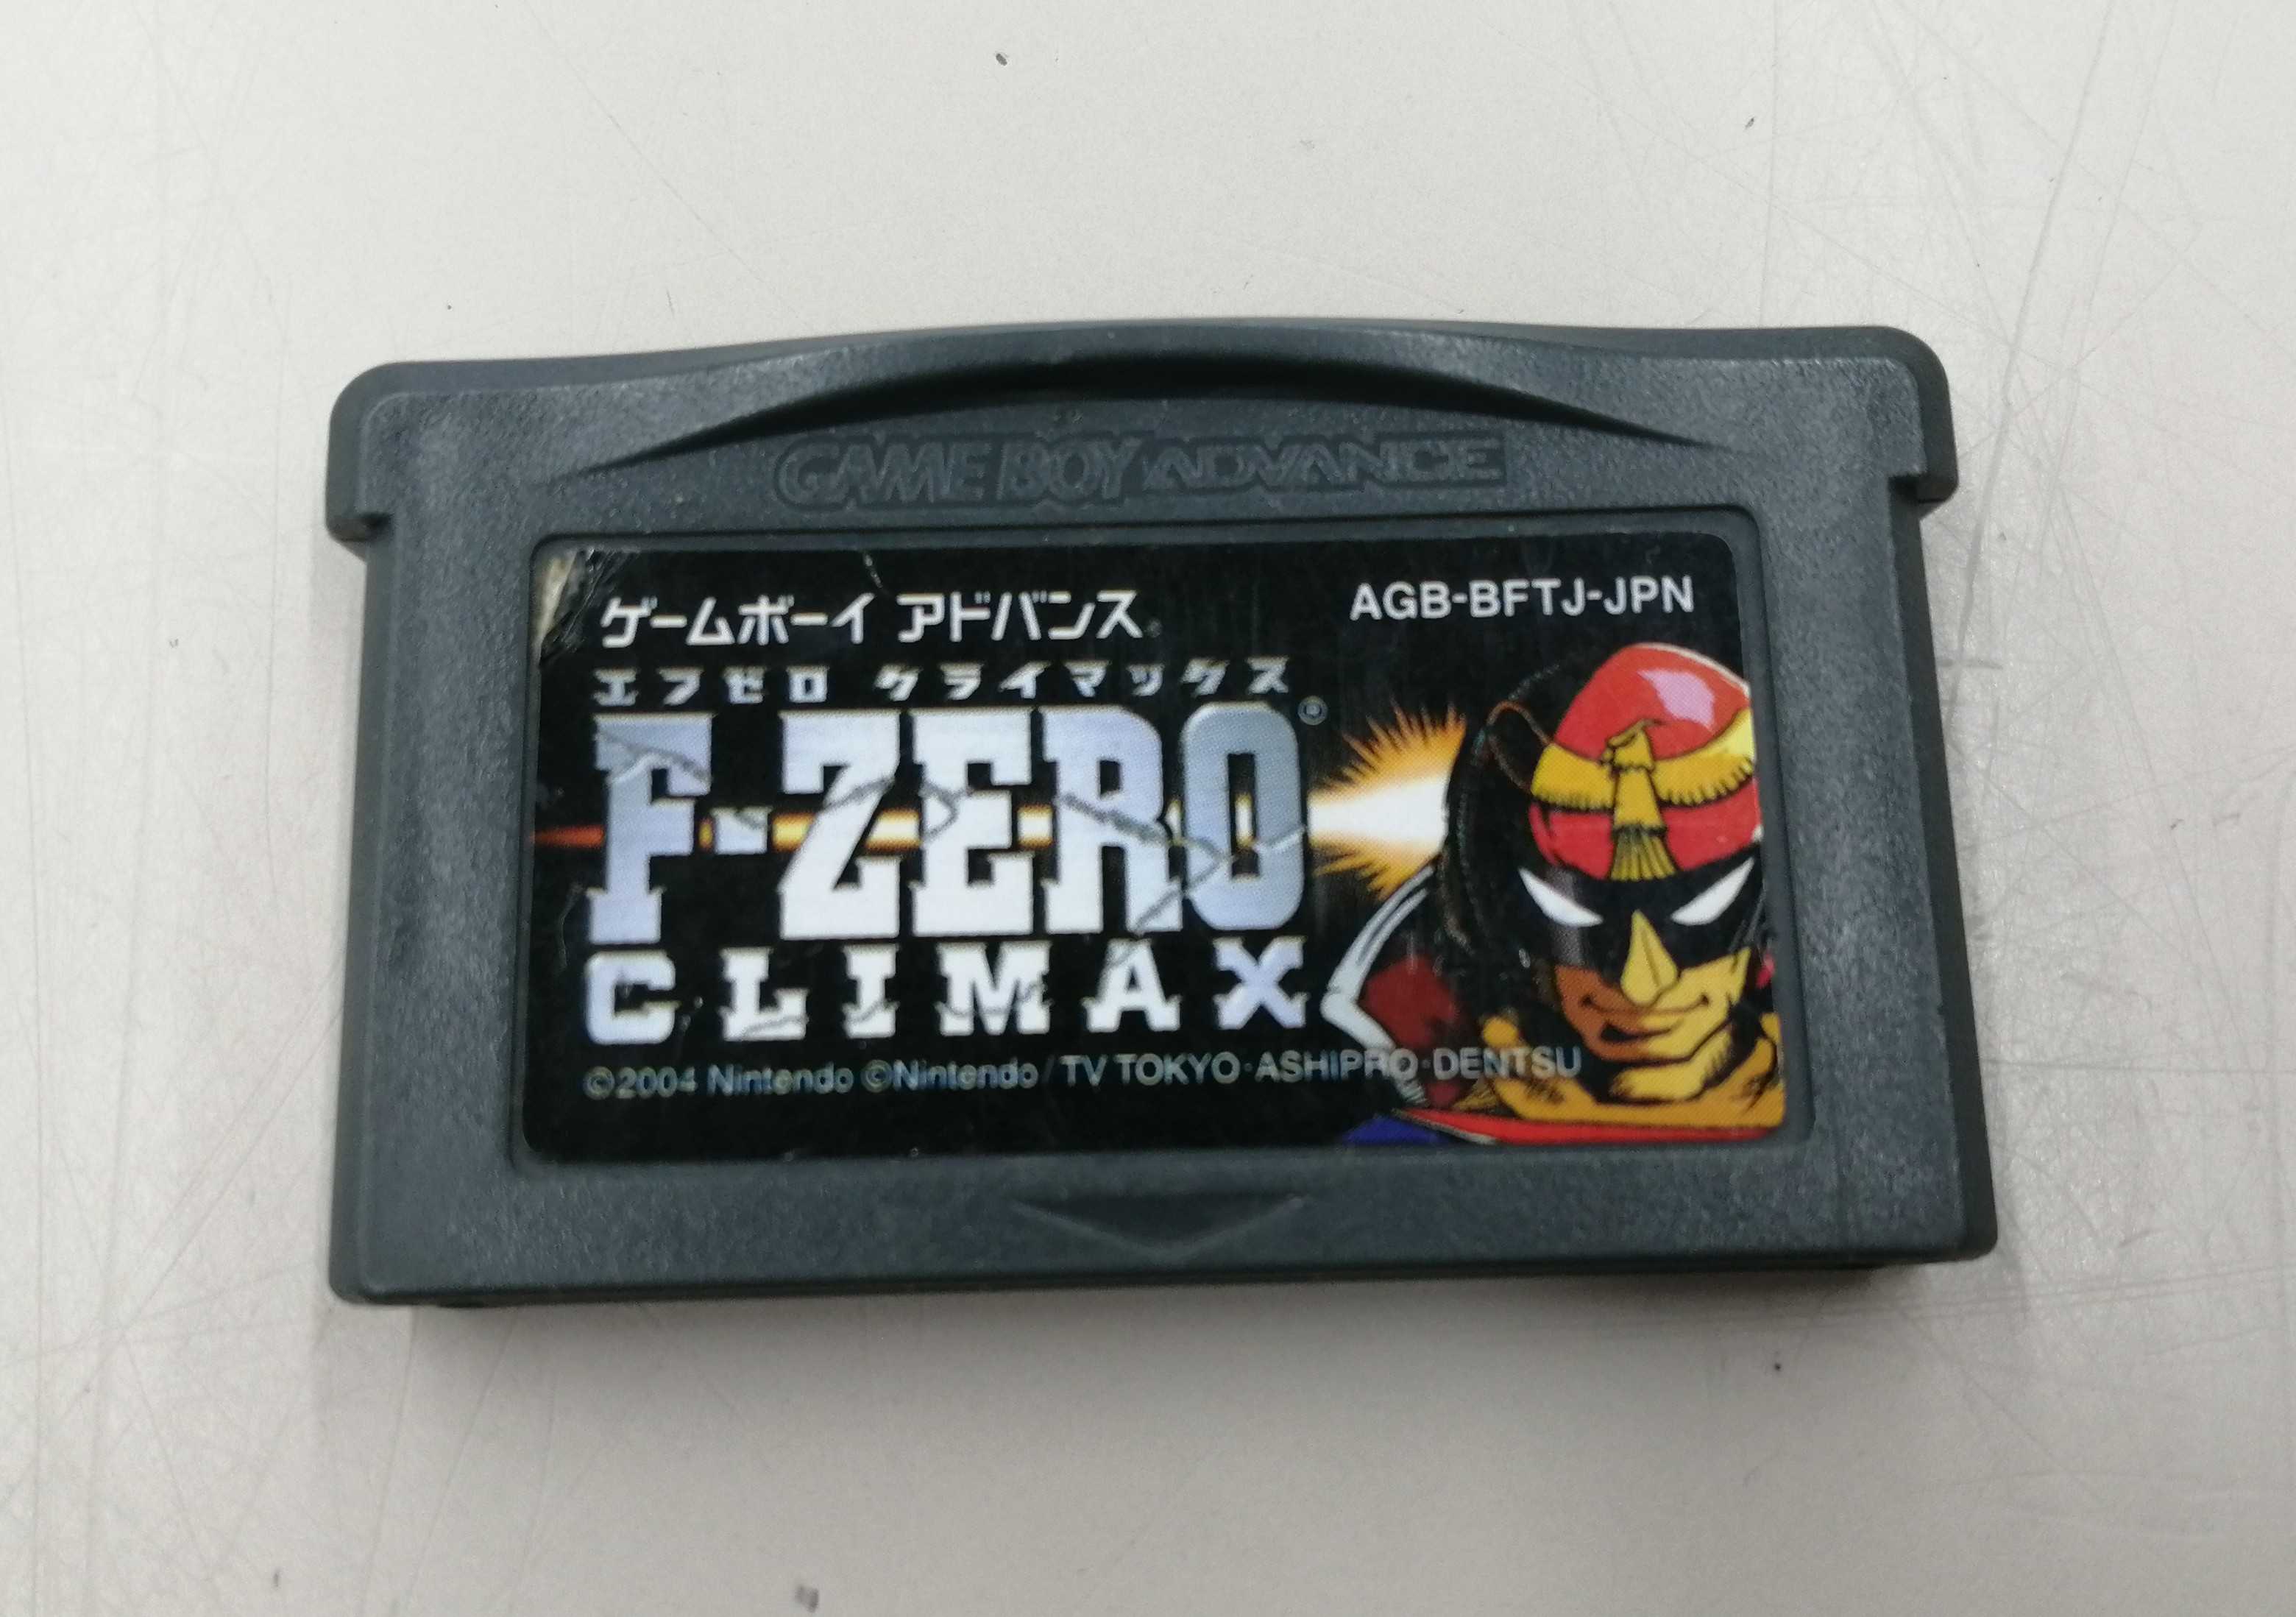 GAME BOY ADVANCE
ゲームボーイ アドバンス
AGB-BFTJ-JPN
エフゼロ クライマックス
F-ZERO®
CLIMAX
©2004 Nintendo ©Nintendo/TV TOKYO·ASHIPRO·DENTSU